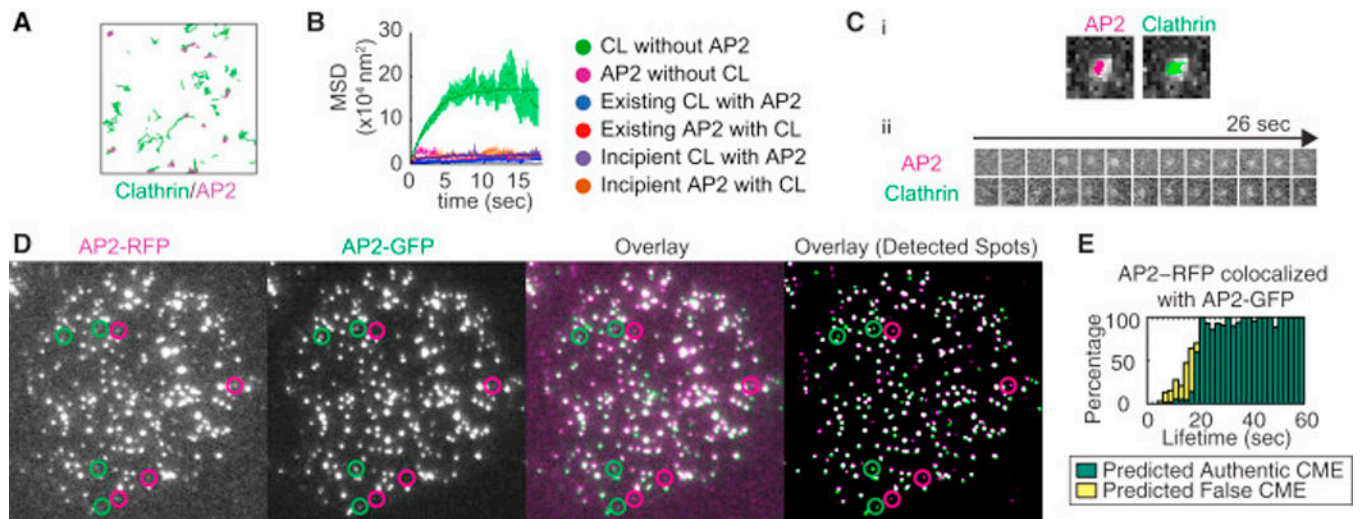 A
Clathrin/AP2
B
MSD
(x10⁴ nm²)
30
20
10
0
0 5 10 15
time (sec)
CL without AP2
AP2 without CL
Existing CL with AP2
Existing AP2 with CL
Incipient CL with AP2
Incipient AP2 with CL
C
i
AP2 Clathrin
ii
26 sec
AP2
Clathrin
D
AP2-RFP AP2-GFP Overlay Overlay (Detected Spots)
E
AP2−RFP colocalized
with AP2-GFP
Percentage
100
50
0
0 20 40 60
Lifetime (sec)
Predicted Authentic CME
Predicted False CME